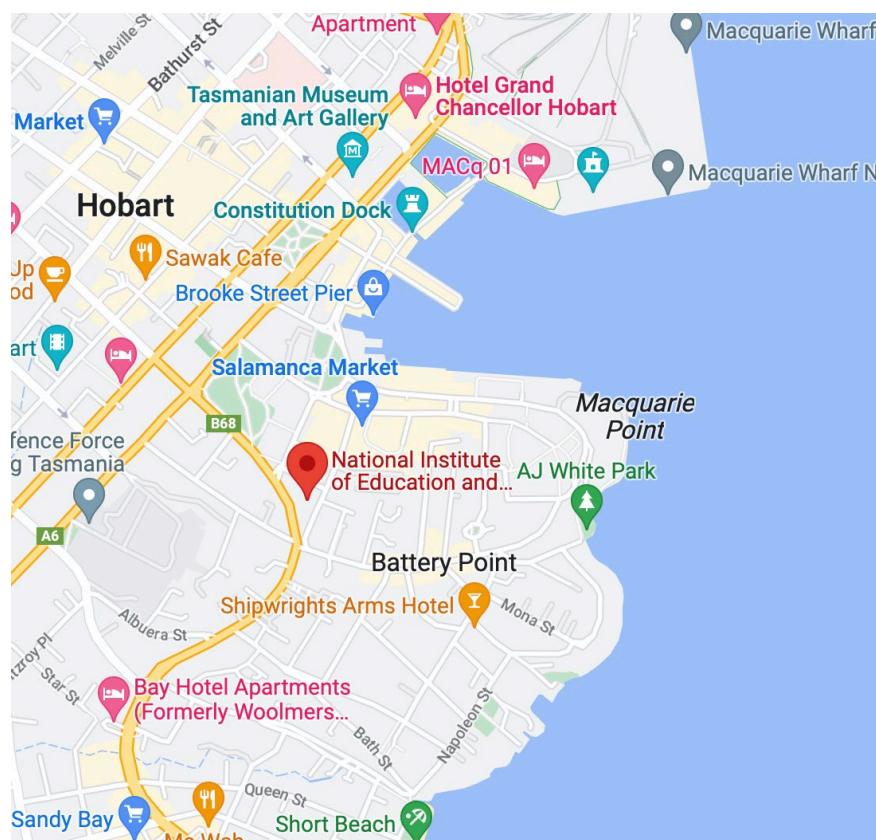 Apartment
Macquarie Wharf
Melville St
Bathurst St
Hotel Grand
Chancellor Hobart
Tasmanian Museum
and Art Gallery
Market
MACq 01
Macquarie Wharf N
Hobart
Constitution Dock
Sawak Cafe
Up
od
Brooke Street Pier
art
Salamanca Market
Macquarie
Point
B68
fence Force
g Tasmania
National Institute
of Education and...
AJ White Park
A6
Battery Point
Shipwrights Arms Hotel
Mona St
Albuera St
tzroy Pl
Star St
Bay Hotel Apartments
(Formerly Woolmers...
Napoleon St
Bath St
Queen St
Sandy Bay
Short Beach